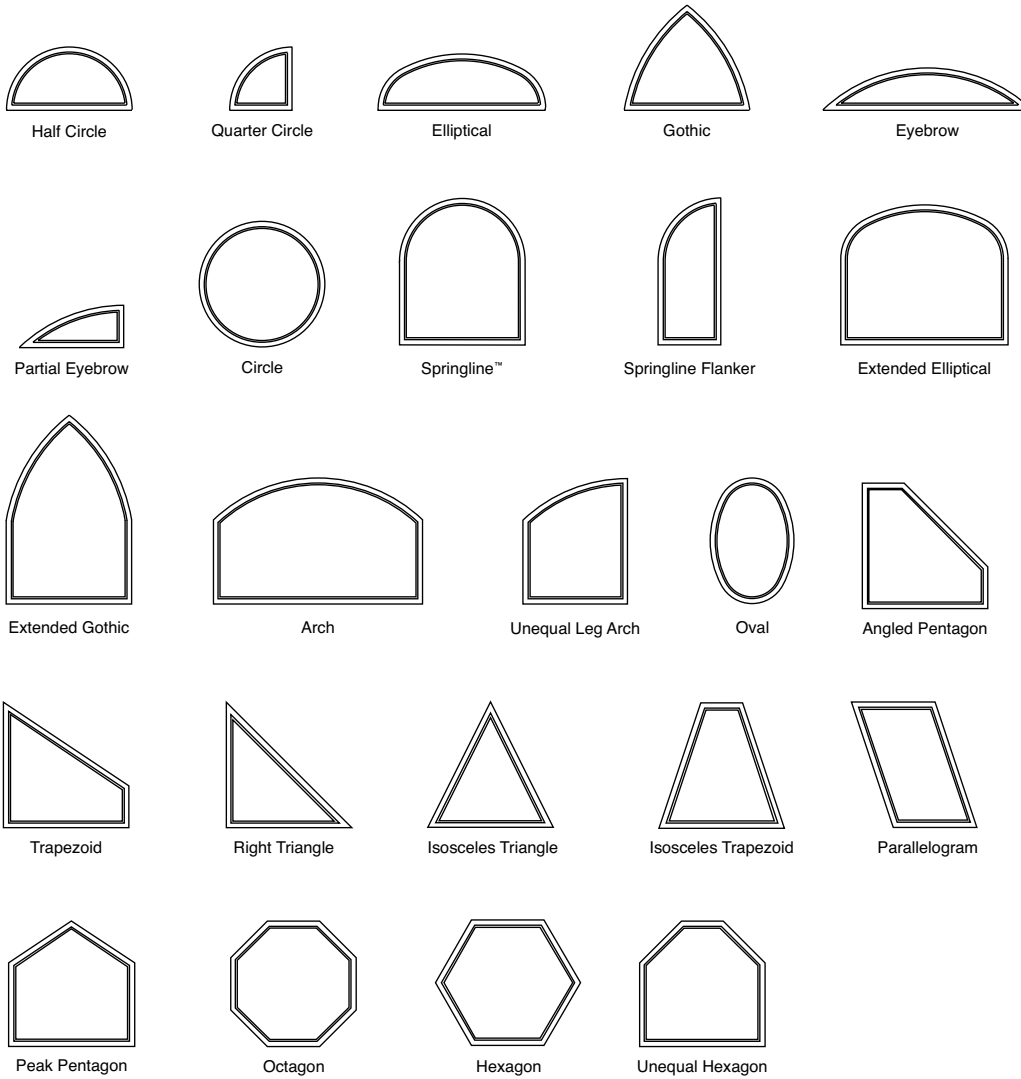 Half Circle
Quarter Circle
Elliptical
Gothic
Eyebrow
Partial Eyebrow
Circle
Springline™
Springline Flanker
Extended Elliptical
Extended Gothic
Arch
Unequal Leg Arch
Oval
Angled Pentagon
Trapezoid
Right Triangle
Isosceles Triangle
Isosceles Trapezoid
Parallelogram
Peak Pentagon
Octagon
Hexagon
Unequal Hexagon